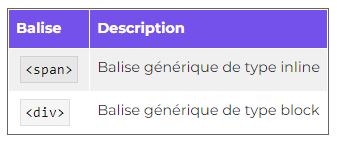 Balise Description
<span> Balise générique de type inline
<div> Balise générique de type block